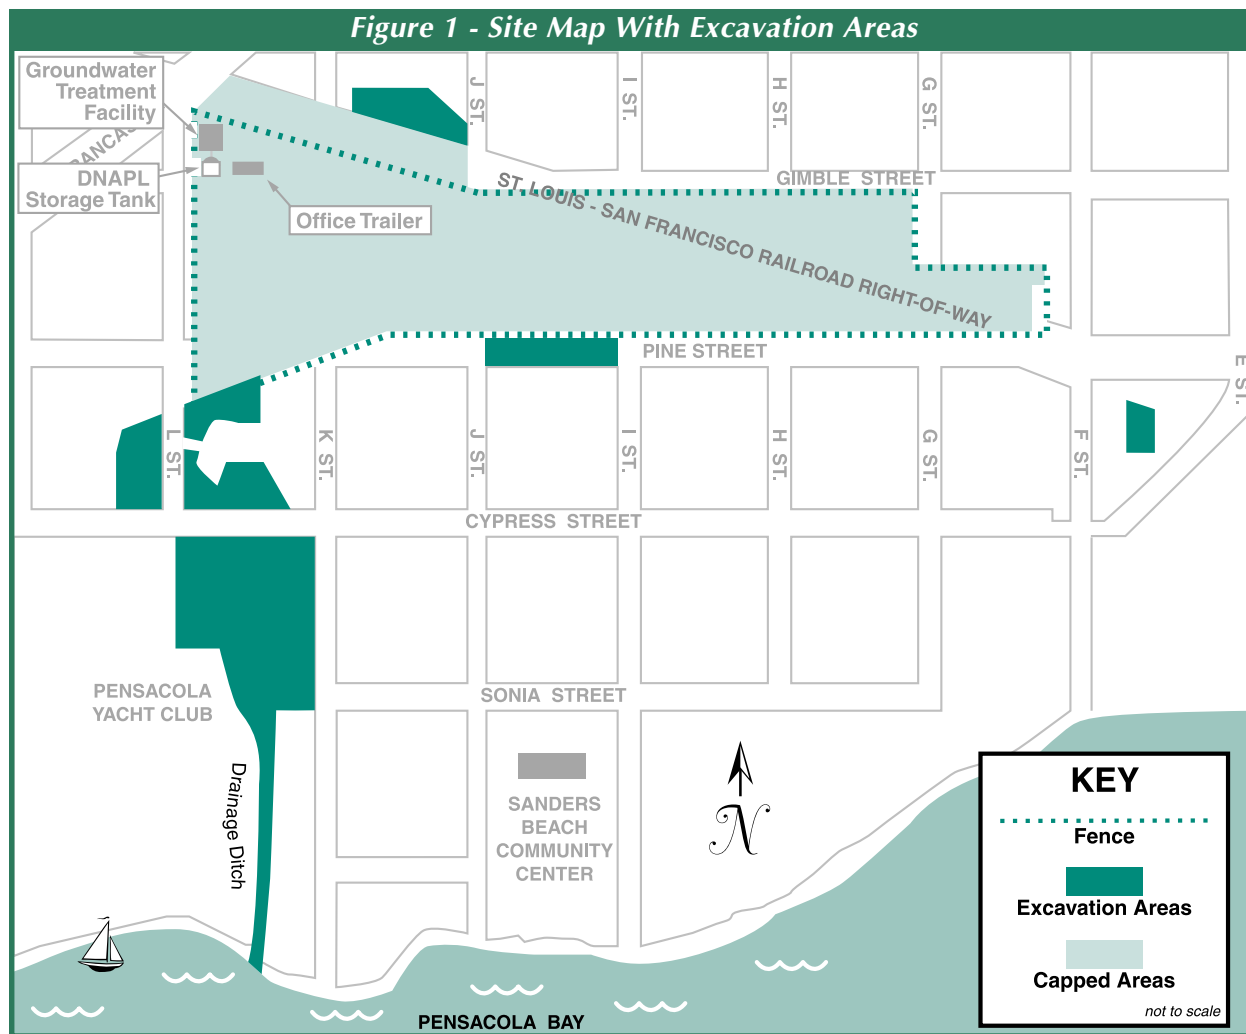 Figure 1 - Site Map With Excavation Areas
Groundwater
Treatment
Facility
DNAPL
Storage Tank
Office Trailer
J ST.
I ST.
H ST.
G ST.
GIMBLE STREET
ST. LOUIS - SAN FRANCISCO RAILROAD RIGHT-OF-WAY
PINE STREET
E ST.
L ST.
K ST.
J ST.
I ST.
H ST.
G ST.
F ST.
CYPRESS STREET
PENSACOLA
YACHT CLUB
SONIA STREET
Drainage Ditch
SANDERS
BEACH
COMMUNITY
CENTER
N
KEY
Fence
Excavation Areas
Capped Areas
not to scale
PENSACOLA BAY